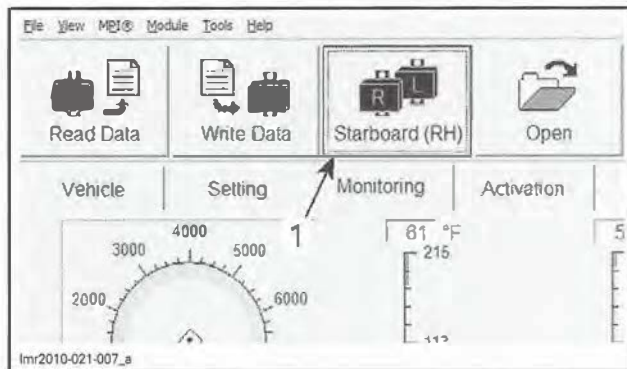 File View MPI® Module Tools Help
R L
Read Data Write Data Starboard (RH) Open
Vehicle Setting Monitoring Activation
1
4000 61 °F 5
3000 5000 215
2000 6000
113
lmr2010-021-007_a